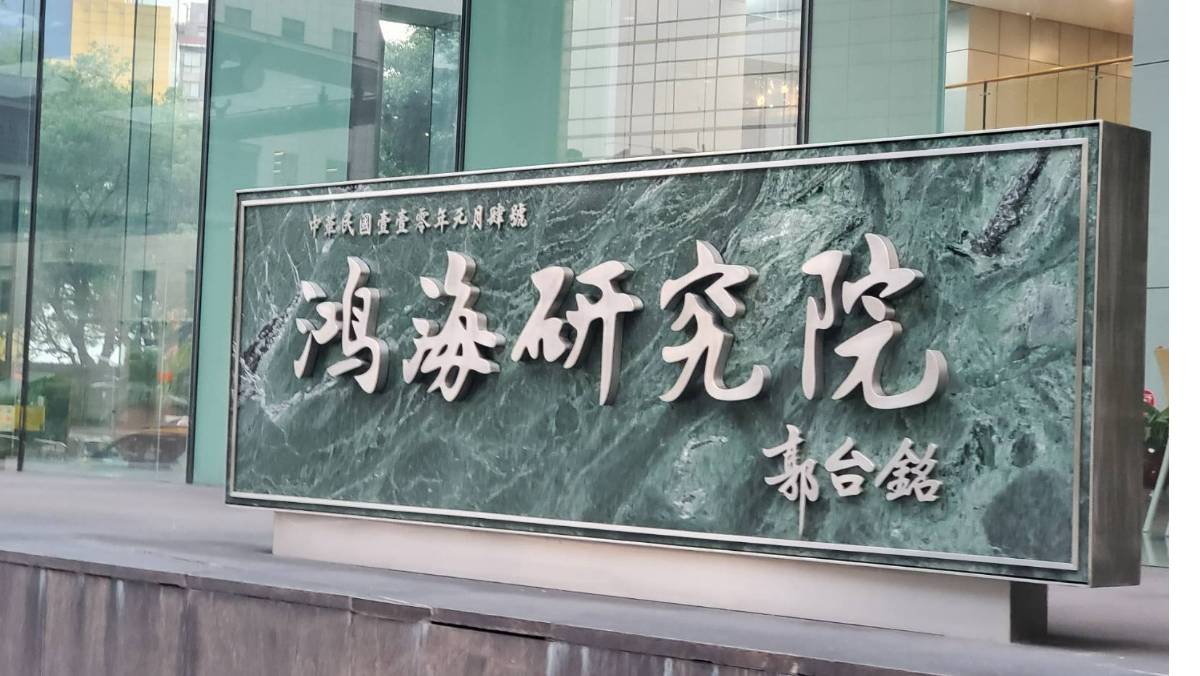 中華民國壹壹零年元月肆號
鴻海研究院
郭台銘